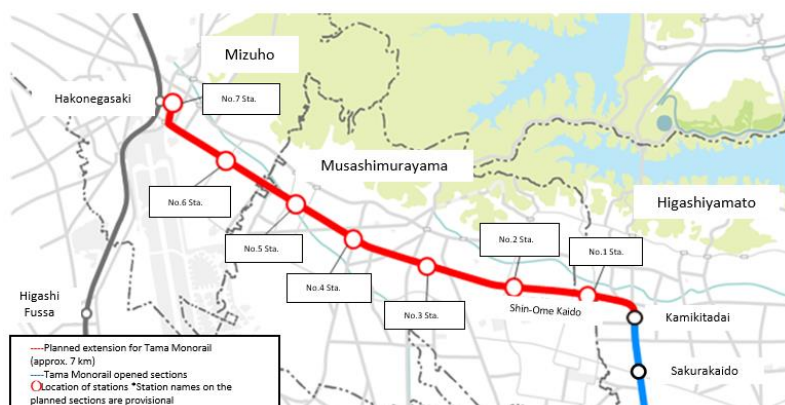 Mizuho
Hakonegasaki
No.7 Sta.
Musashimurayama
No.6 Sta.
Higashiyamato
No.5 Sta.
No.2 Sta.
No.1 Sta.
No.4 Sta.
No.3 Sta.
Shin-Ome Kaido
Higashi
Fussa
Kamikitadai
Sakurakaido
----Planned extension for Tama Monorail
(approx. 7 km)
----Tama Monorail opened sections
Location of stations *Station names on the
planned sections are provisional